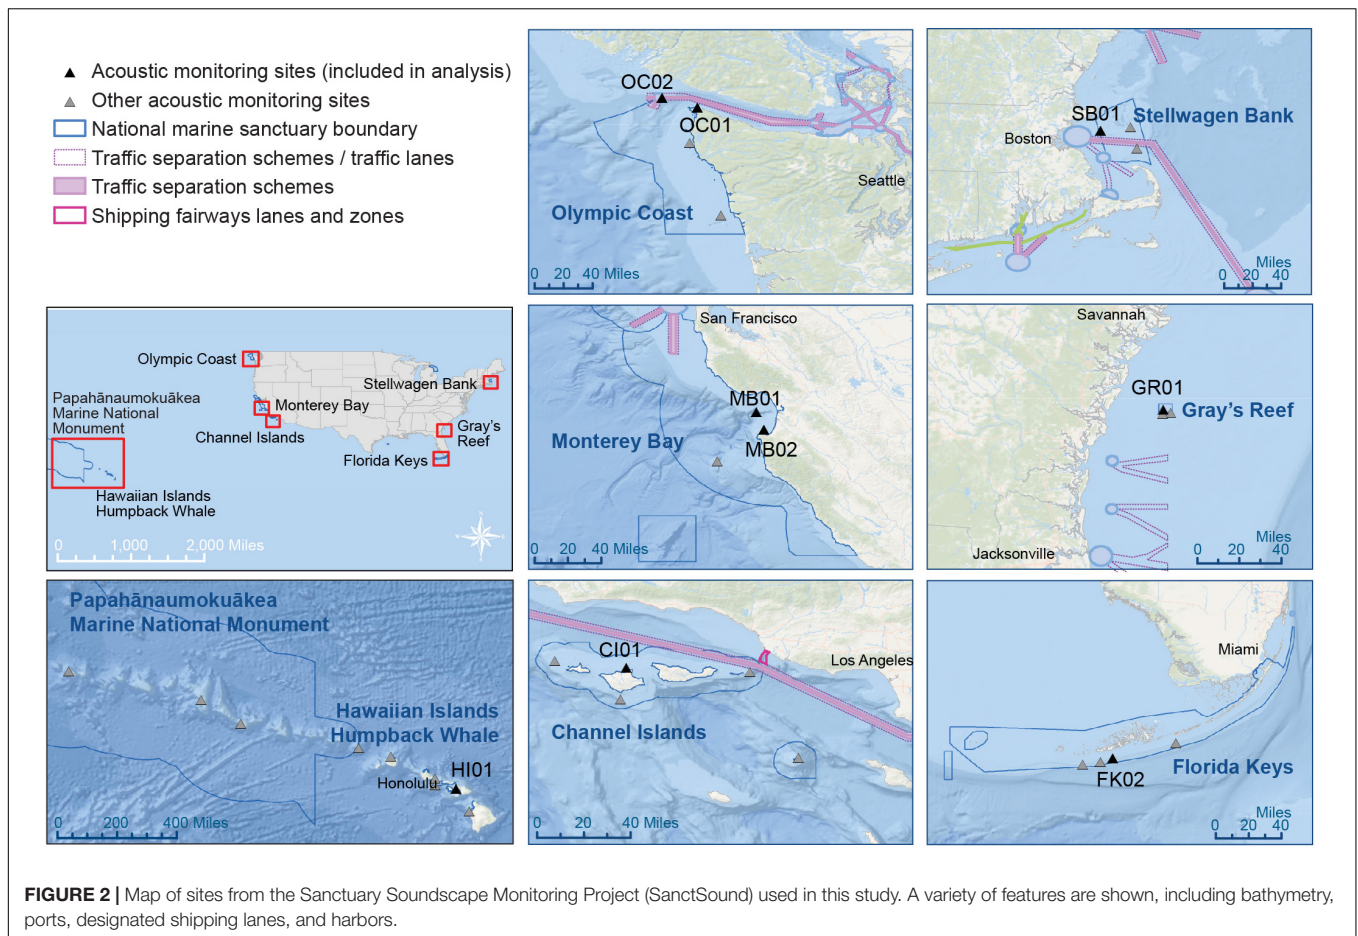 Acoustic monitoring sites (included in analysis)
Other acoustic monitoring sites
National marine sanctuary boundary
Traffic separation schemes / traffic lanes
Traffic separation schemes
Shipping fairways lanes and zones
OC02
OC01
Seattle
Olympic Coast
0 20 40 Miles
SB01
Stellwagen Bank
Boston
Miles
0 20 40
Olympic Coast
Stellwagen Bank
Papahānaumokuākea
Marine National
Monument
Monterey Bay
Channel Islands
Gray's
Reef
Florida Keys
Hawaiian Islands
Humpback Whale
0 1,000 2,000 Miles
San Francisco
MB01
Monterey Bay
MB02
0 20 40 Miles
Savannah
GR01
Gray's Reef
Jacksonville
Miles
0 20 40
Papahānaumokuākea
Marine National Monument
Hawaiian Islands
Humpback Whale
HI01
Honolulu
0 200 400 Miles
CI01
Los Angeles
Channel Islands
0 20 40 Miles
Miami
Florida Keys
FK02
Miles
0 20 40
FIGURE 2 | Map of sites from the Sanctuary Soundscape Monitoring Project (SanctSound) used in this study. A variety of features are shown, including bathymetry,
ports, designated shipping lanes, and harbors.